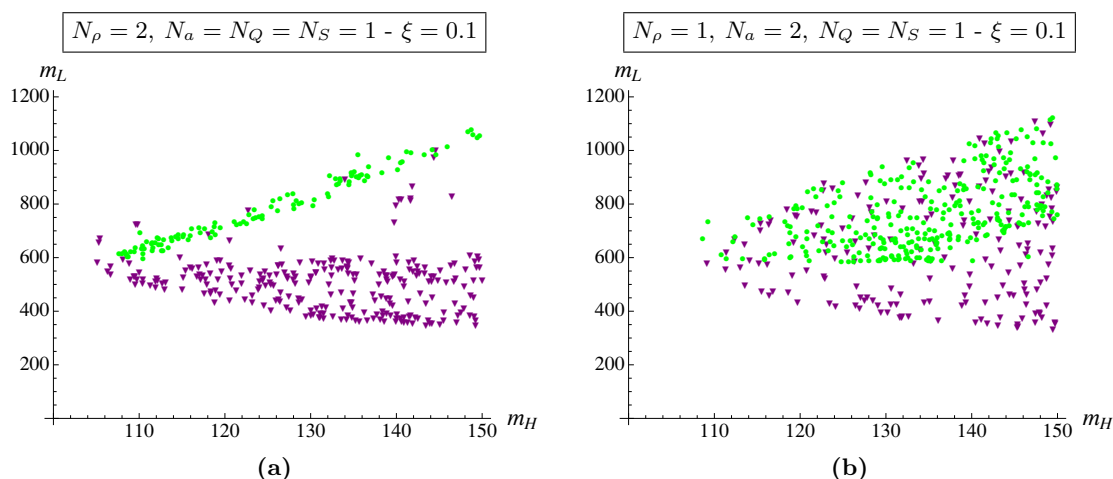 N_ρ = 2, N_a = N_Q = N_S = 1 - ξ = 0.1
m_L
1200
1000
800
600
400
200
110 120 130 140 150 m_H
(a)
N_ρ = 1, N_a = 2, N_Q = N_S = 1 - ξ = 0.1
m_L
1200
1000
800
600
400
200
110 120 130 140 150 m_H
(b)